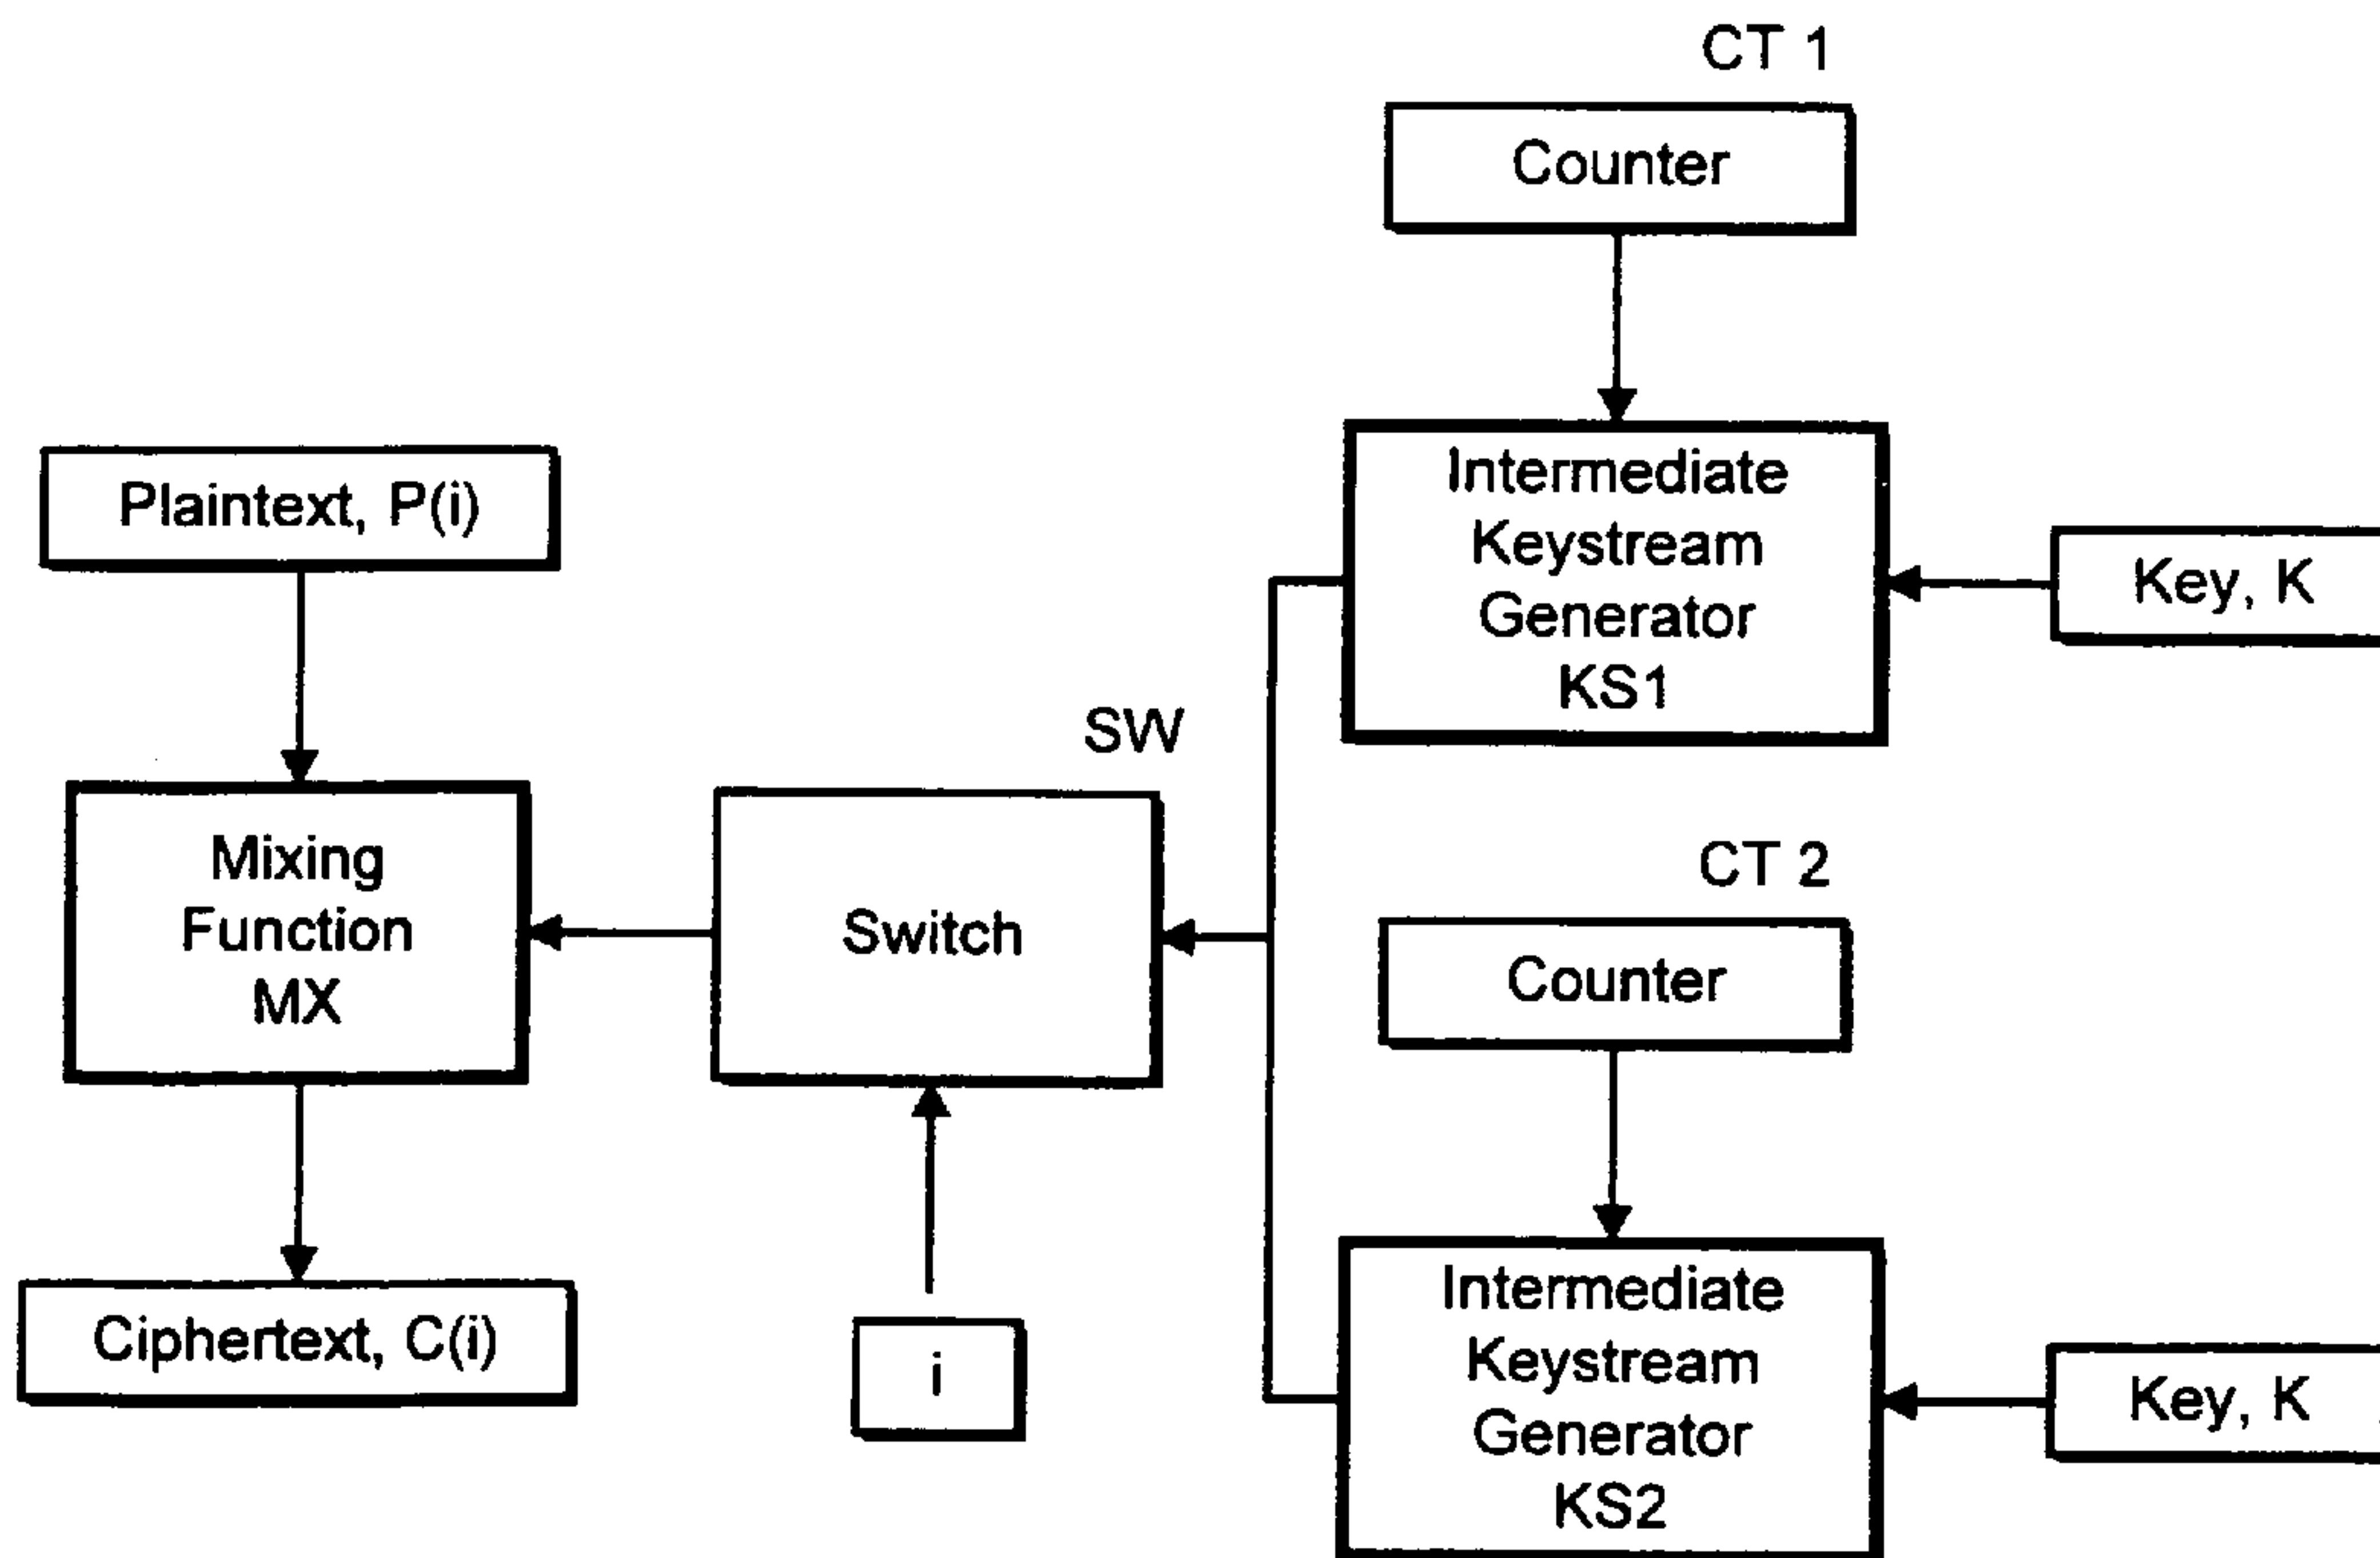 CT 1
Counter
Plaintext, P(i)
Intermediate
Keystream
Generator
KS1
Key, K
SW
Mixing
Function
MX
Switch
CT 2
Counter
Ciphertext, C(i)
i
Intermediate
Keystream
Generator
KS2
Key, K